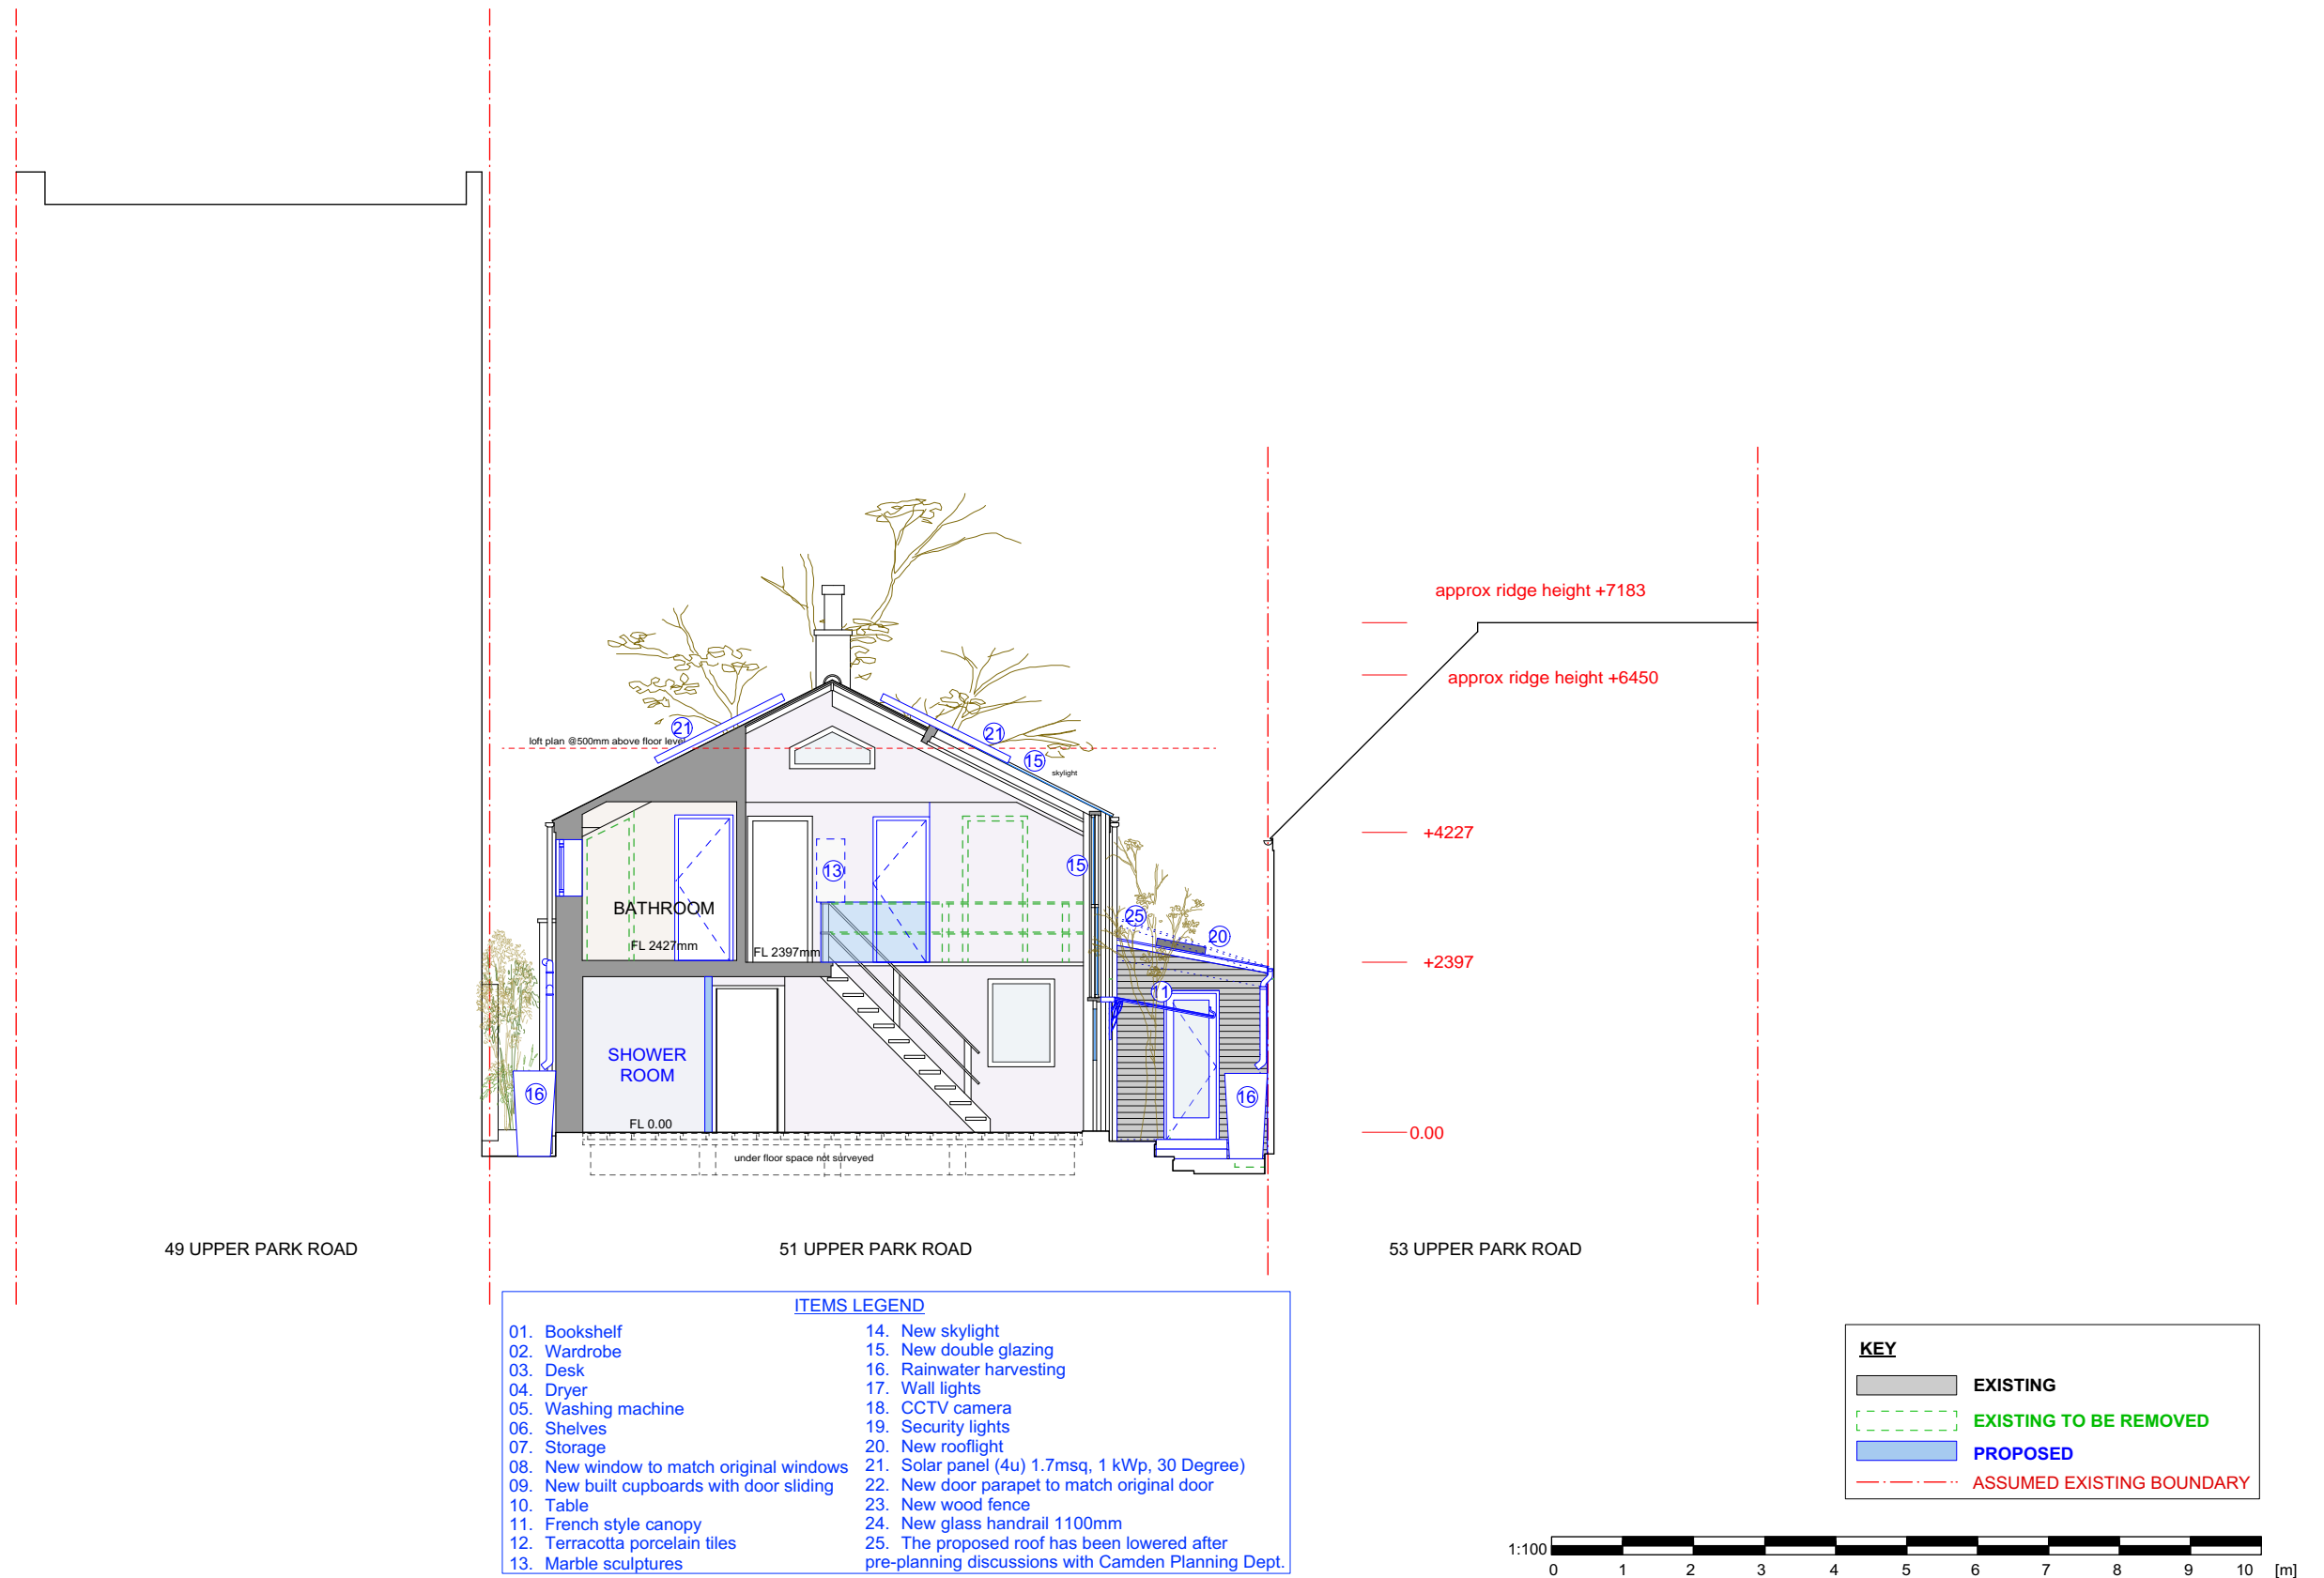 approx ridge height +7183
approx ridge height +6450
21
21
loft plan @500mm above floor level
15
skylight
+4227
13
15
BATHROOM
25
20
FL 2427mm
FL 2397mm
+2397
11
SHOWER
ROOM
16
16
FL 0.00
0.00
under floor space not surveyed
49 UPPER PARK ROAD
51 UPPER PARK ROAD
53 UPPER PARK ROAD
ITEMS LEGEND
01. Bookshelf
02. Wardrobe
03. Desk
04. Dryer
05. Washing machine
06. Shelves
07. Storage
08. New window to match original windows
09. New built cupboards with door sliding
10. Table
11. French style canopy
12. Terracotta porcelain tiles
13. Marble sculptures
14. New skylight
15. New double glazing
16. Rainwater harvesting
17. Wall lights
18. CCTV camera
19. Security lights
20. New rooflight
21. Solar panel (4u) 1.7msq, 1 kWp, 30 Degree)
22. New door parapet to match original door
23. New wood fence
24. New glass handrail 1100mm
25. The proposed roof has been lowered after
pre-planning discussions with Camden Planning Dept.
KEY
EXISTING
EXISTING TO BE REMOVED
PROPOSED
ASSUMED EXISTING BOUNDARY
1:100
0 1 2 3 4 5 6 7 8 9 10 [m]